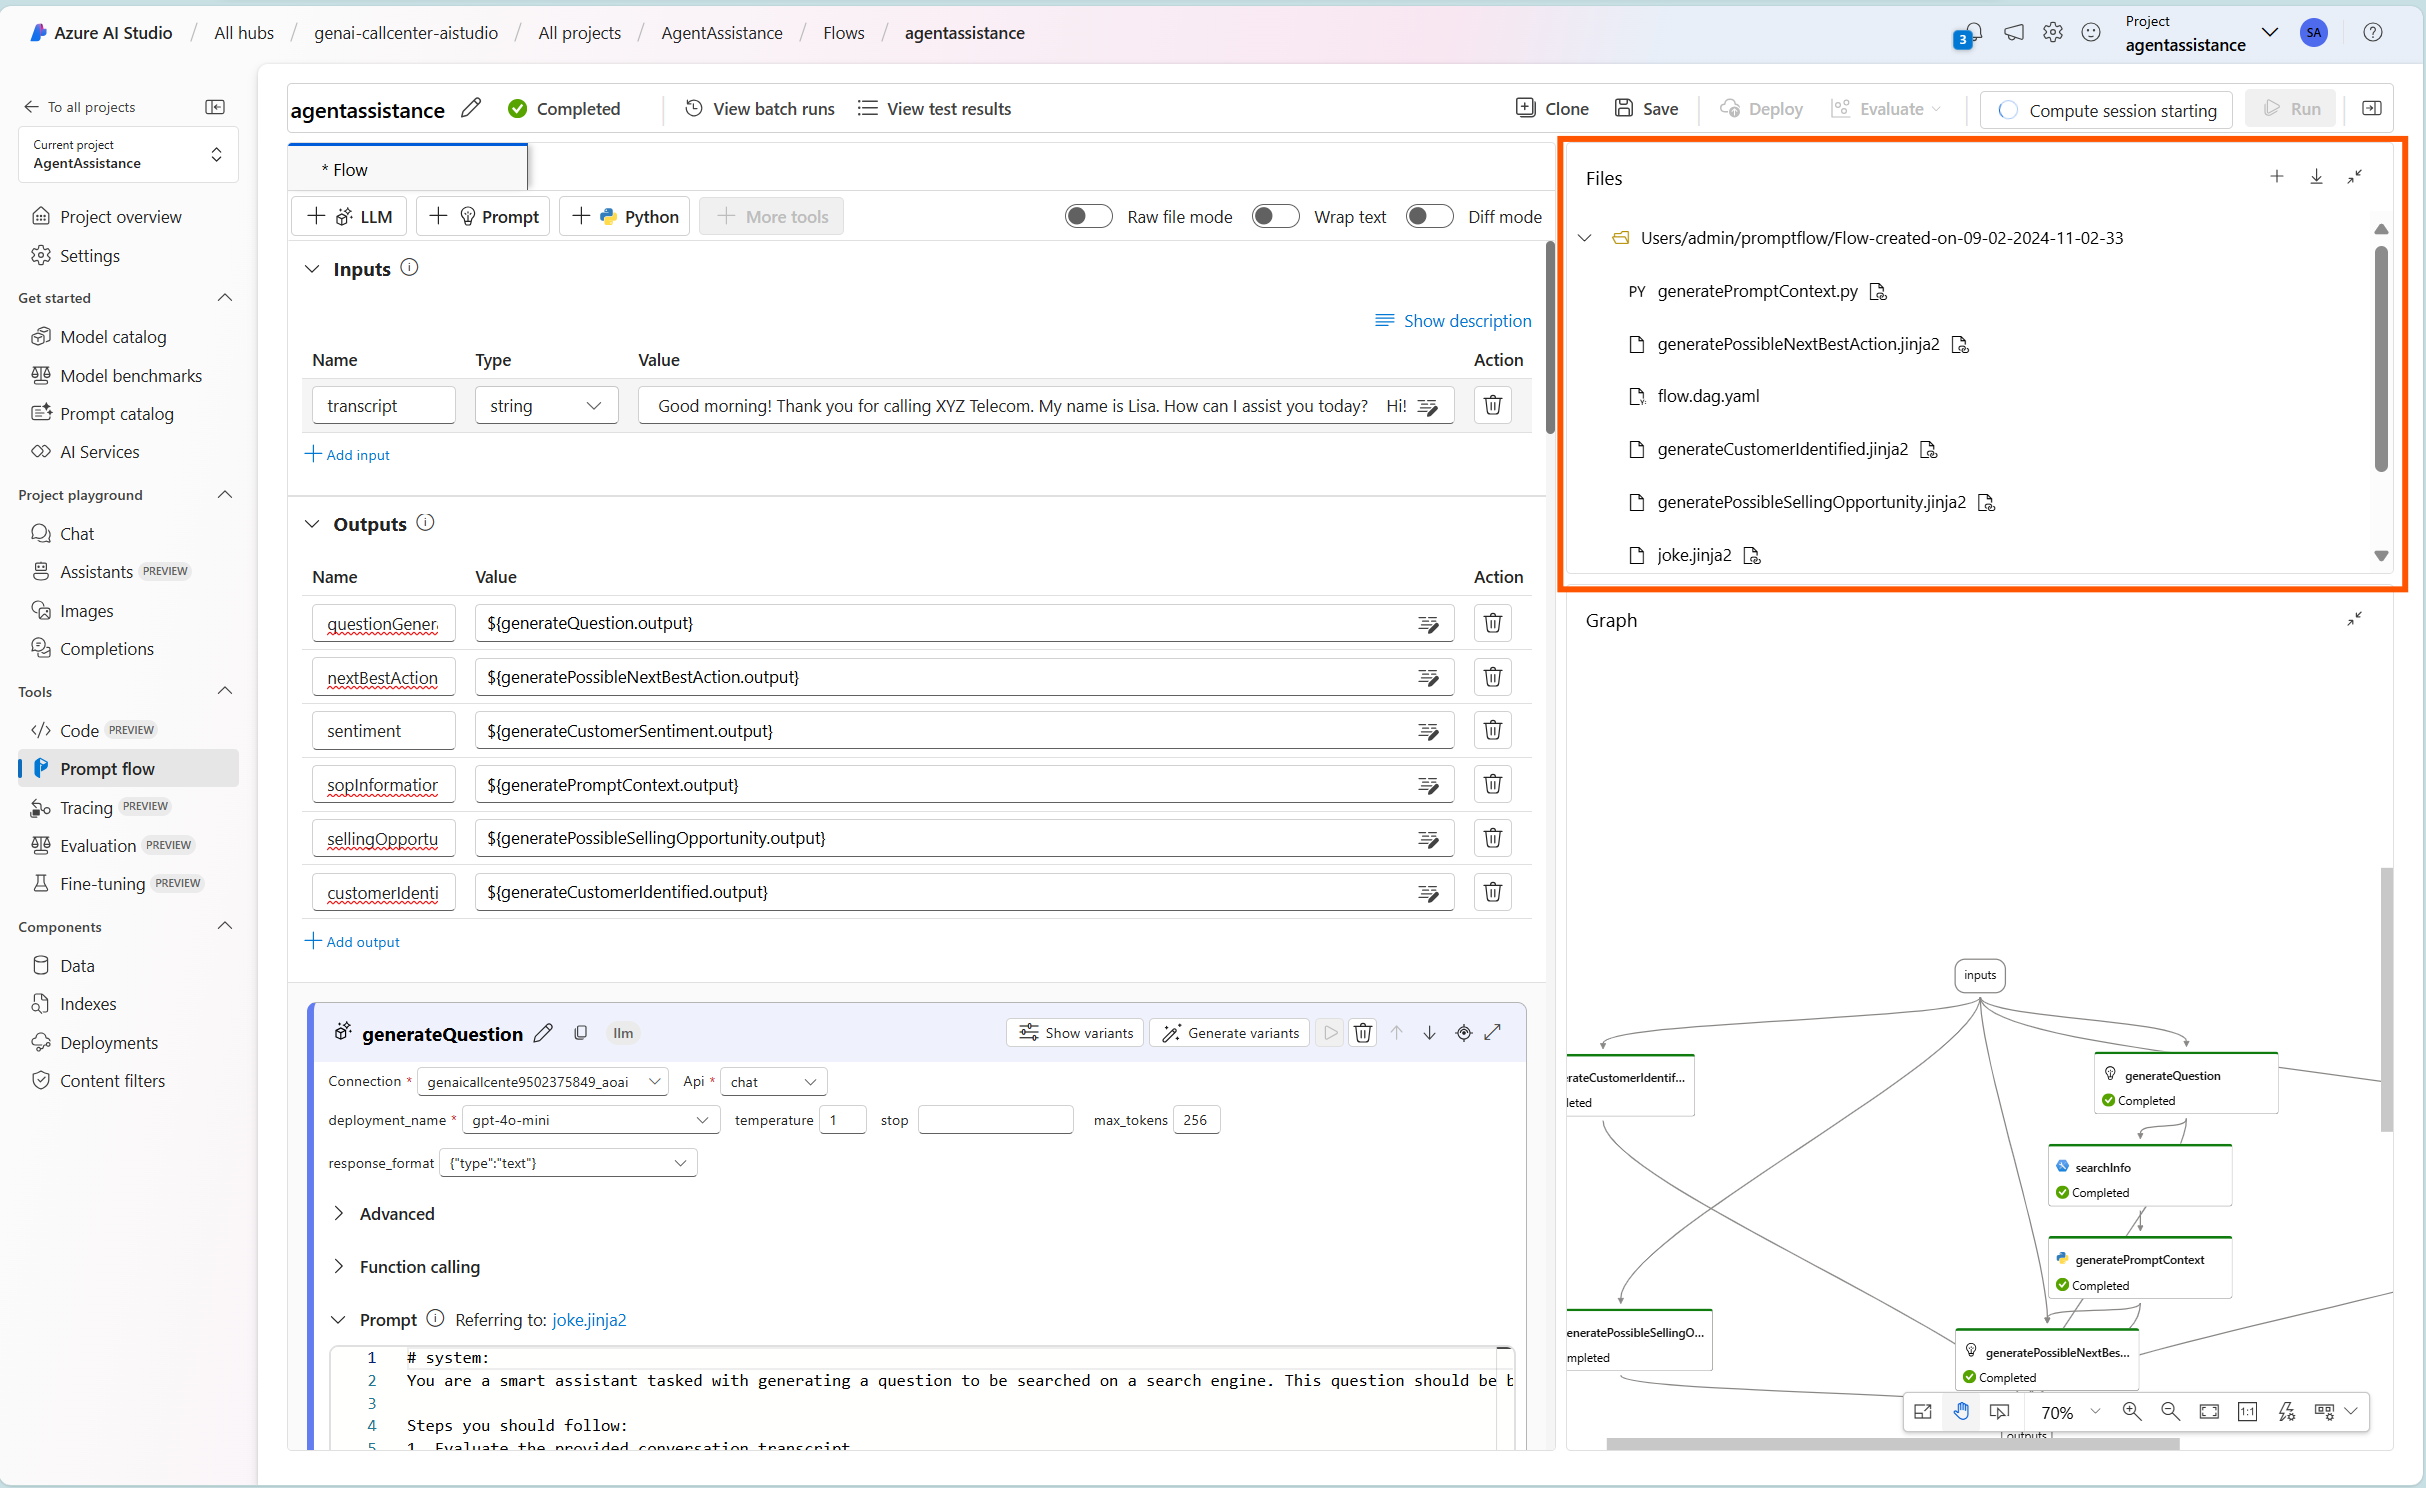 Azure AI Studio / All hubs / genai-callcenter-aistudio / All projects / AgentAssistance / Flows / agentassistance
3
Project
agentassistance
SA
To all projects
Current project
AgentAssistance
Project overview
Settings
Get started
Model catalog
Model benchmarks
Prompt catalog
AI Services
Project playground
Chat
Assistants PREVIEW
Images
Completions
Tools
Code PREVIEW
Prompt flow
Tracing PREVIEW
Evaluation PREVIEW
Fine-tuning PREVIEW
Components
Data
Indexes
Deployments
Content filters
agentassistance Completed View batch runs View test results Clone Save Deploy Evaluate Compute session starting Run
* Flow
LLM Prompt Python More tools Raw file mode Wrap text Diff mode
Inputs
Show description
Name Type Value Action
transcript string Good morning! Thank you for calling XYZ Telecom. My name is Lisa. How can I assist you today? Hi!
Add input
Outputs
Name Value Action
questionGener ${generateQuestion.output}
nextBestAction ${generatePossibleNextBestAction.output}
sentiment ${generateCustomerSentiment.output}
sopInformation ${generatePromptContext.output}
sellingOpportu ${generatePossibleSellingOpportunity.output}
customerIdenti ${generateCustomerIdentified.output}
Add output
generateQuestion llm Show variants Generate variants
Connection * genaicallcente9502375849_aoai Api * chat
deployment_name * gpt-4o-mini temperature 1 stop max_tokens 256
response_format {"type":"text"}
Advanced
Function calling
Prompt Referring to: joke.jinja2
1 # system:
2 You are a smart assistant tasked with generating a question to be searched on a search engine. This question should be b
3
4 Steps you should follow:
5 1. Evaluate the provided conversation transcript
Files
Users/admin/promptflow/Flow-created-on-09-02-2024-11-02-33
PY generatePromptContext.py
generatePossibleNextBestAction.jinja2
flow.dag.yaml
generateCustomerIdentified.jinja2
generatePossibleSellingOpportunity.jinja2
joke.jinja2
Graph
inputs
erateCustomerIdentif...
leted
generateQuestion
Completed
searchInfo
Completed
generatePromptContext
Completed
eneratePossibleSellingO...
mpleted
generatePossibleNextBes...
Completed
70%
1:1
outputs